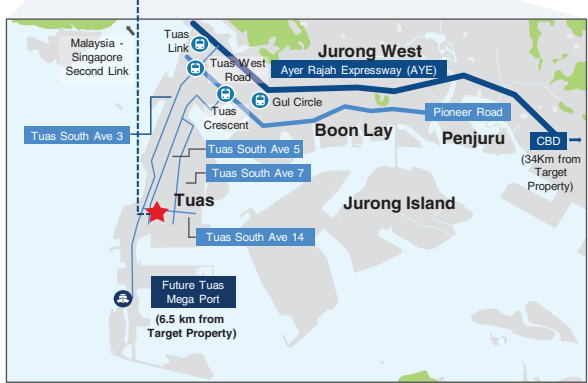 Malaysia -
Singapore
Second Link
Tuas
Link
Tuas West
Road
Jurong West
Ayer Rajah Expressway (AYE)
Gul Circle
Tuas
Crescent
Pioneer Road
Boon Lay
Penjuru
CBD
(34Km from
Target
Property)
Tuas South Ave 3
Tuas South Ave 5
Tuas South Ave 7
Tuas
Jurong Island
Tuas South Ave 14
Future Tuas
Mega Port
(6.5 km from
Target Property)